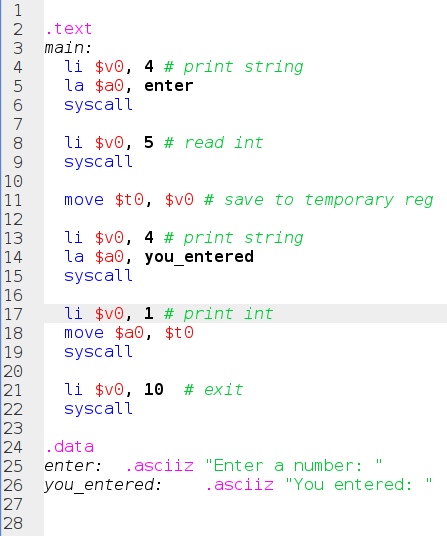 1
2 .text
3 main:
4 li $v0, 4 # print string
5 la $a0, enter
6 syscall
7
8 li $v0, 5 # read int
9 syscall
10
11 move $t0, $v0 # save to temporary reg
12
13 li $v0, 4 # print string
14 la $a0, you_entered
15 syscall
16
17 li $v0, 1 # print int
18 move $a0, $t0
19 syscall
20
21 li $v0, 10 # exit
22 syscall
23
24 .data
25 enter: .asciiz "Enter a number: "
26 you_entered: .asciiz "You entered: "
27
28